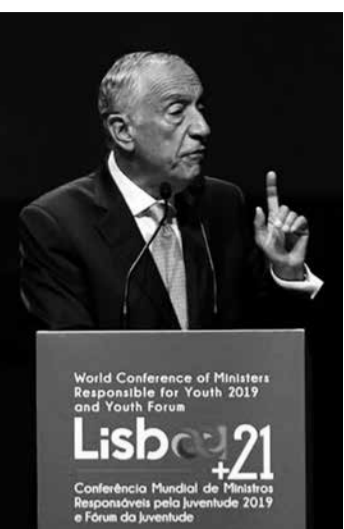 World Conference of Ministers
Responsible for Youth 2019
and Youth Forum
Lisboa
+21
Conferência Mundial de Ministros
Responsáveis pela Juventude 2019
e Fórum da Juventude